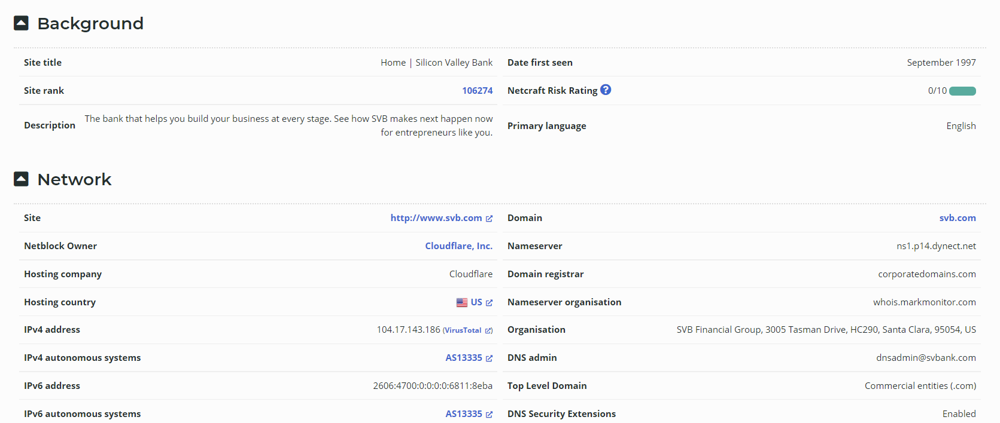 Background
Site title Home | Silicon Valley Bank Date first seen September 1997
Site rank 106274 Netcraft Risk Rating ? 0/10
Description The bank that helps you build your business at every stage. See how SVB makes next happen now
for entrepreneurs like you. Primary language English
Network
Site http://www.svb.com Domain svb.com
Netblock Owner Cloudflare, Inc. Nameserver ns1.p14.dynect.net
Hosting company Cloudflare Domain registrar corporatedomains.com
Hosting country US Nameserver organisation whois.markmonitor.com
IPv4 address 104.17.143.186 (VirusTotal) Organisation SVB Financial Group, 3005 Tasman Drive, HC290, Santa Clara, 95054, US
IPv4 autonomous systems AS13335 DNS admin dnsadmin@svbank.com
IPv6 address 2606:4700:0:0:0:0:6811:8eba Top Level Domain Commercial entities (.com)
IPv6 autonomous systems AS13335 DNS Security Extensions Enabled